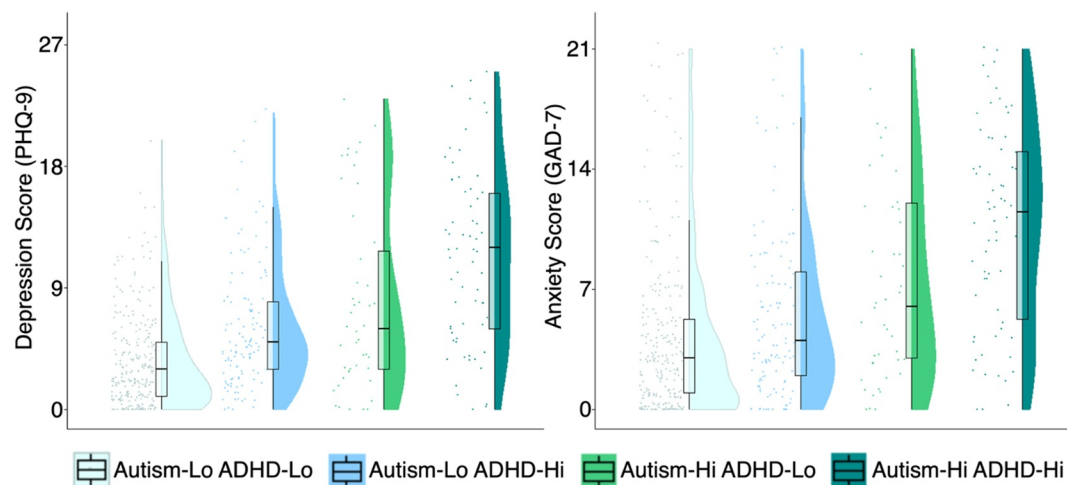 Depression Score (PHQ-9)
27
18
9
0
Anxiety Score (GAD-7)
21
14
7
0
Autism-Lo ADHD-Lo
Autism-Lo ADHD-Hi
Autism-Hi ADHD-Lo
Autism-Hi ADHD-Hi